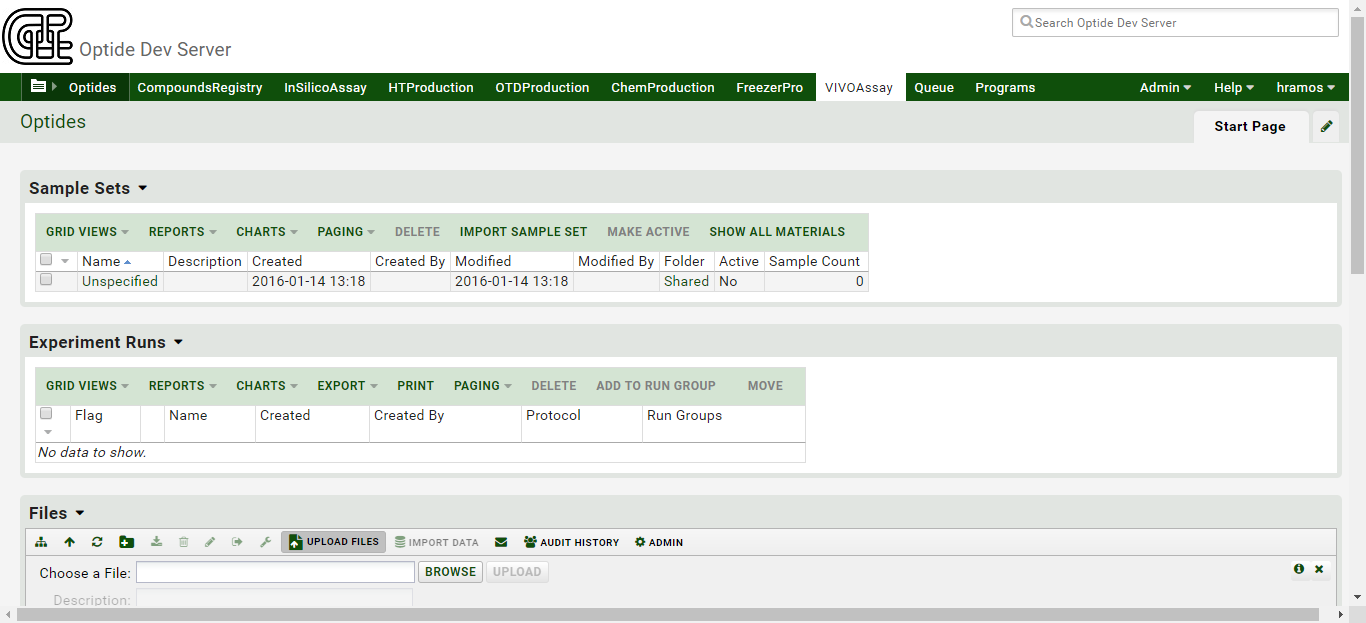 Optide Dev Server
Search Optide Dev Server
Optides CompoundsRegistry InSilicoAssay HTProduction OTDProduction ChemProduction FreezerPro VIVOAssay Queue Programs Admin Help hramos
Optides
Start Page
Sample Sets
GRID VIEWS REPORTS CHARTS PAGING DELETE IMPORT SAMPLE SET MAKE ACTIVE SHOW ALL MATERIALS
Name Description Created Created By Modified Modified By Folder Active Sample Count
Unspecified 2016-01-14 13:18 2016-01-14 13:18 Shared No 0
Experiment Runs
GRID VIEWS REPORTS CHARTS EXPORT PRINT PAGING DELETE ADD TO RUN GROUP MOVE
Flag Name Created Created By Protocol Run Groups
No data to show.
Files
UPLOAD FILES IMPORT DATA AUDIT HISTORY ADMIN
Choose a File: BROWSE UPLOAD
Description: